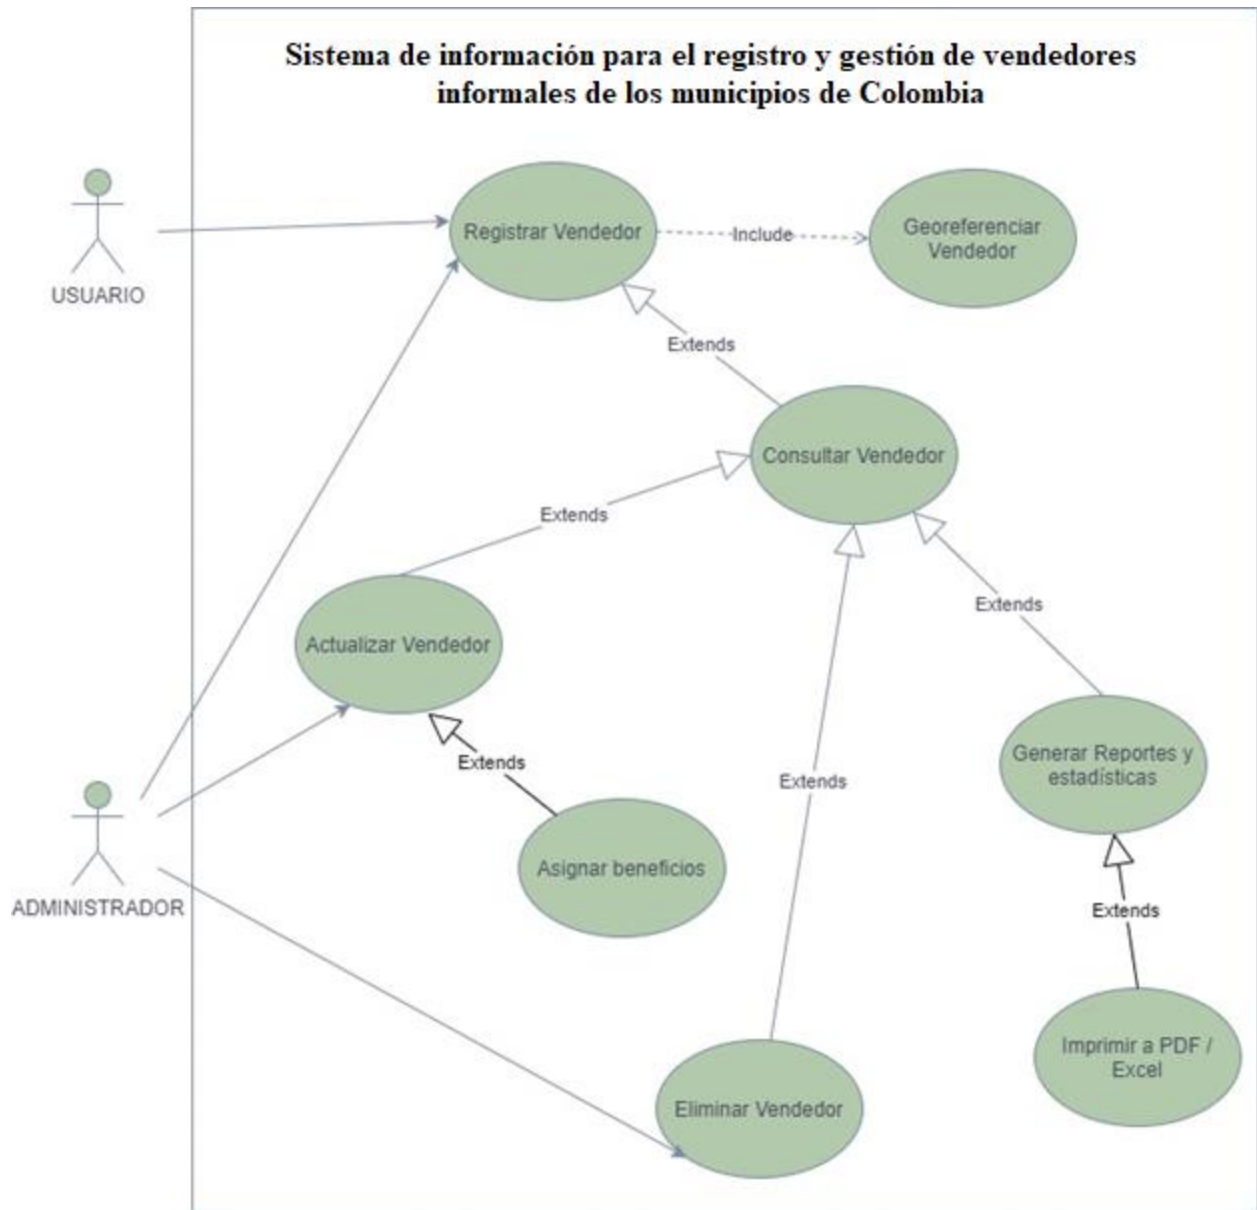 Sistema de información para el registro y gestión de vendedores
informales de los municipios de Colombia
USUARIO
Registrar Vendedor
Include
Georeferenciar
Vendedor
Extends
Consultar Vendedor
Extends
Extends
Actualizar Vendedor
Extends
Extends
Generar Reportes y
estadísticas
Asignar beneficios
ADMINISTRADOR
Extends
Imprimir a PDF /
Excel
Eliminar Vendedor